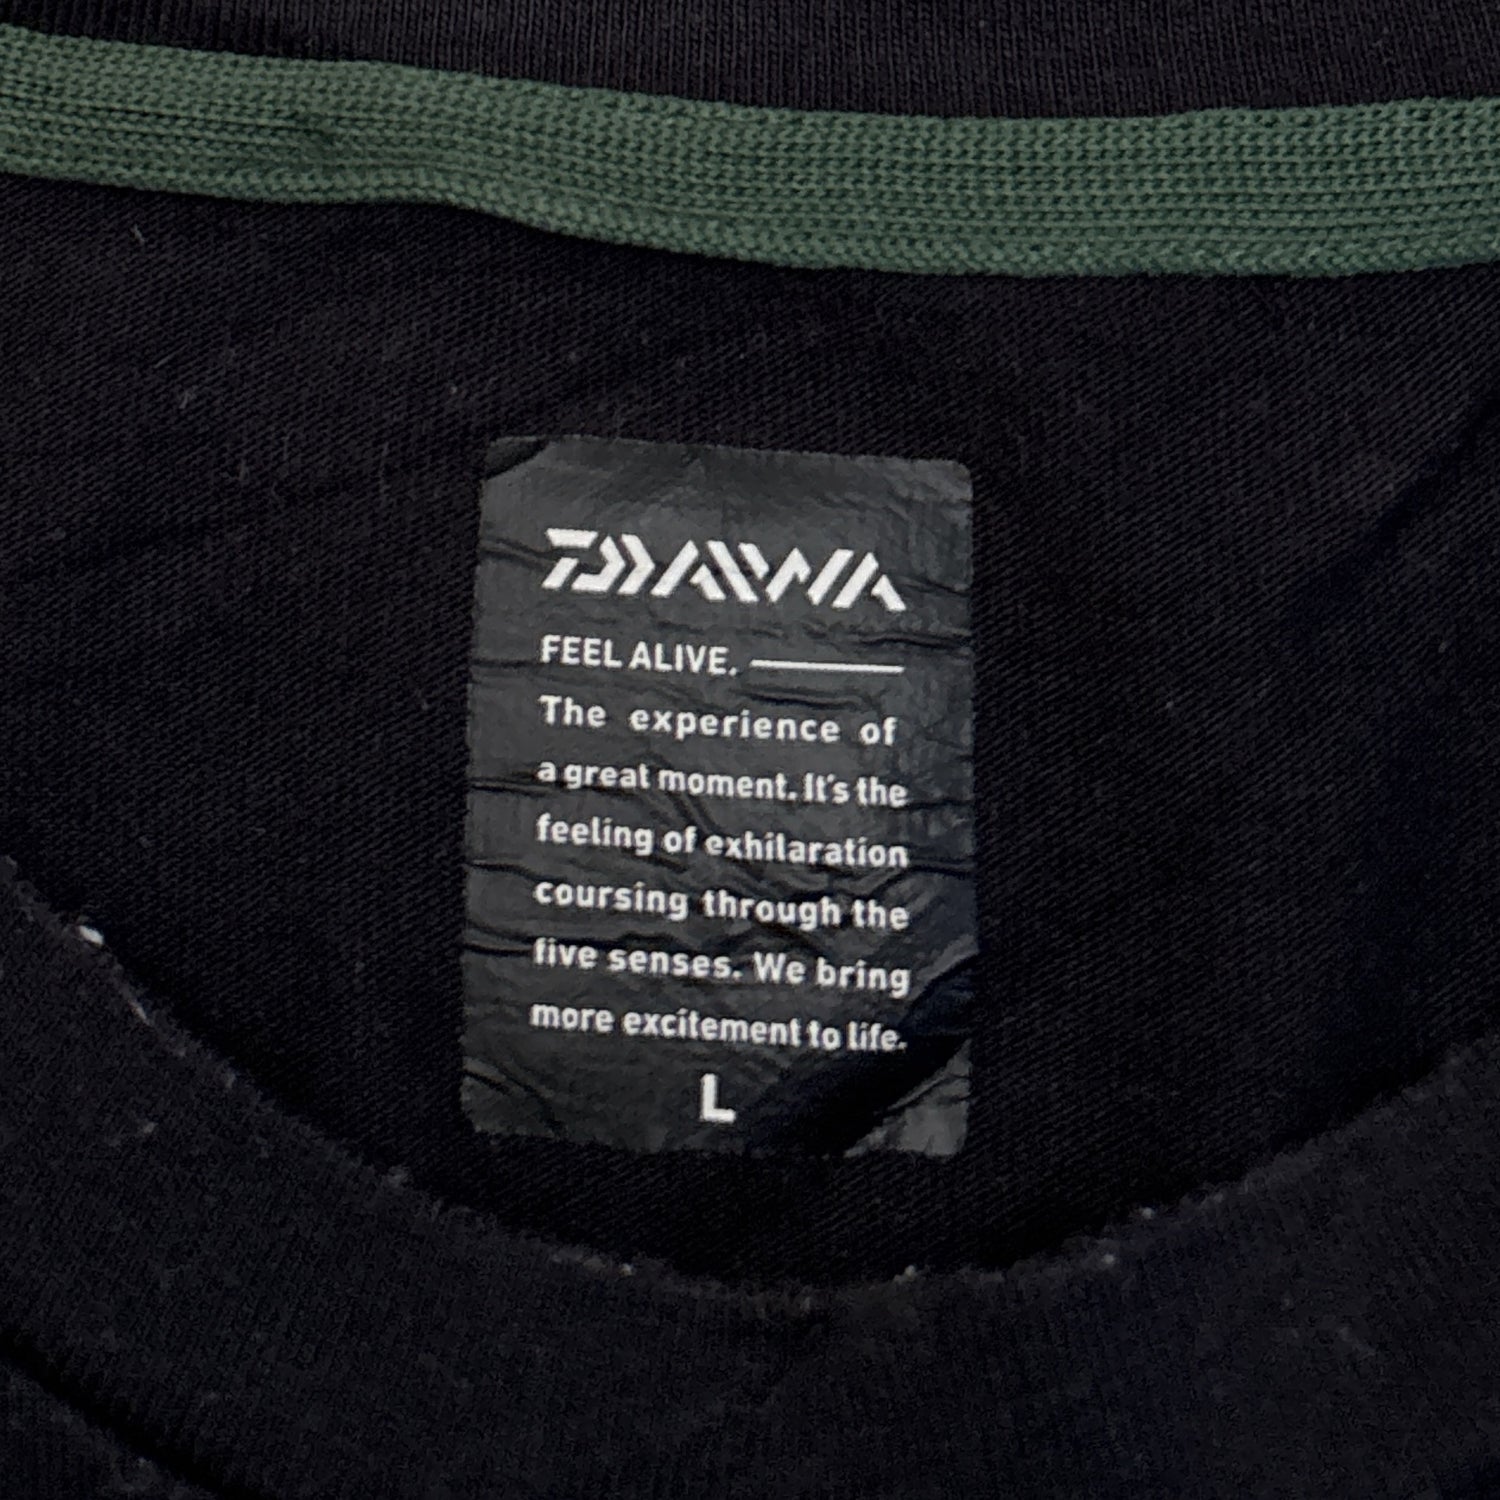 DAIWA
FEEL ALIVE.
The experience of
a great moment. It's the
feeling of exhilaration
coursing through the
five senses. We bring
more excitement to life.
L